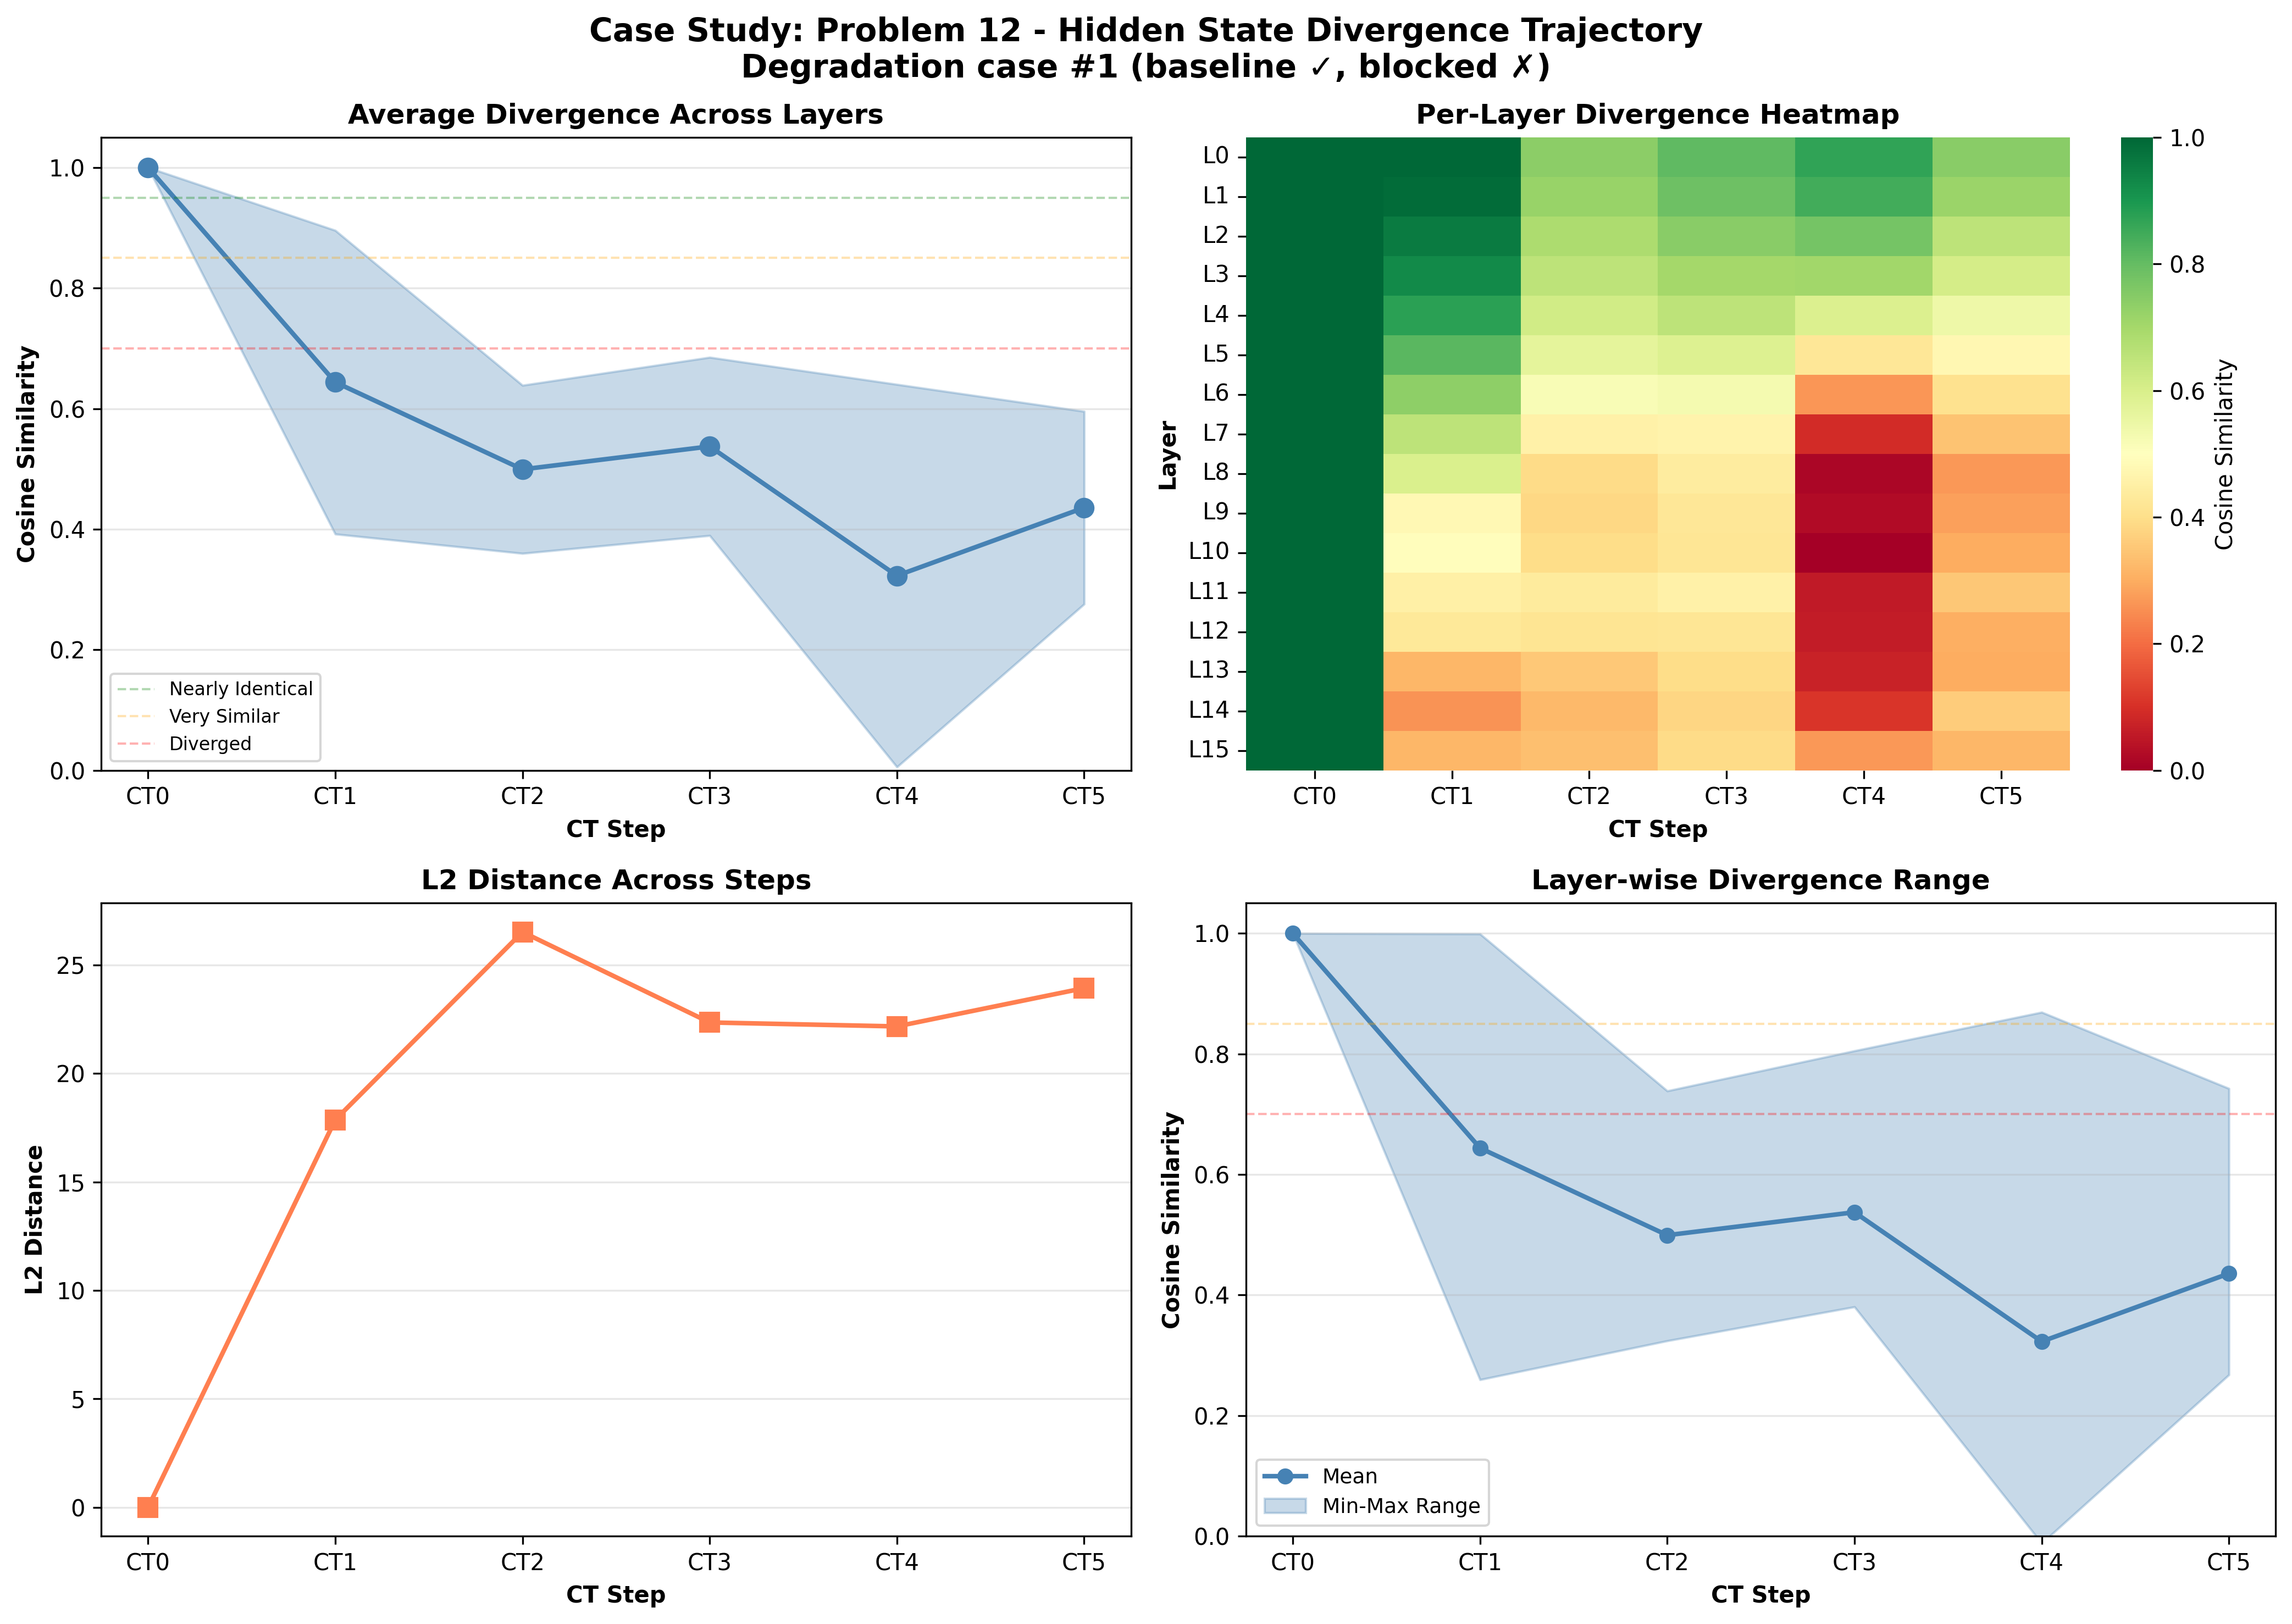 Case Study: Problem 12 - Hidden State Divergence Trajectory
Degradation case #1 (baseline ✓, blocked ✗)
Average Divergence Across Layers
Cosine Similarity
1.0
0.8
0.6
0.4
0.2
0.0
Nearly Identical
Very Similar
Diverged
CT0 CT1 CT2 CT3 CT4 CT5
CT Step
Per-Layer Divergence Heatmap
Layer
L0
L1
L2
L3
L4
L5
L6
L7
L8
L9
L10
L11
L12
L13
L14
L15
CT0 CT1 CT2 CT3 CT4 CT5
CT Step
1.0
0.8
0.6
0.4
0.2
0.0
Cosine Similarity
L2 Distance Across Steps
L2 Distance
25
20
15
10
5
0
CT0 CT1 CT2 CT3 CT4 CT5
CT Step
Layer-wise Divergence Range
Cosine Similarity
1.0
0.8
0.6
0.4
0.2
0.0
Mean
Min-Max Range
CT0 CT1 CT2 CT3 CT4 CT5
CT Step